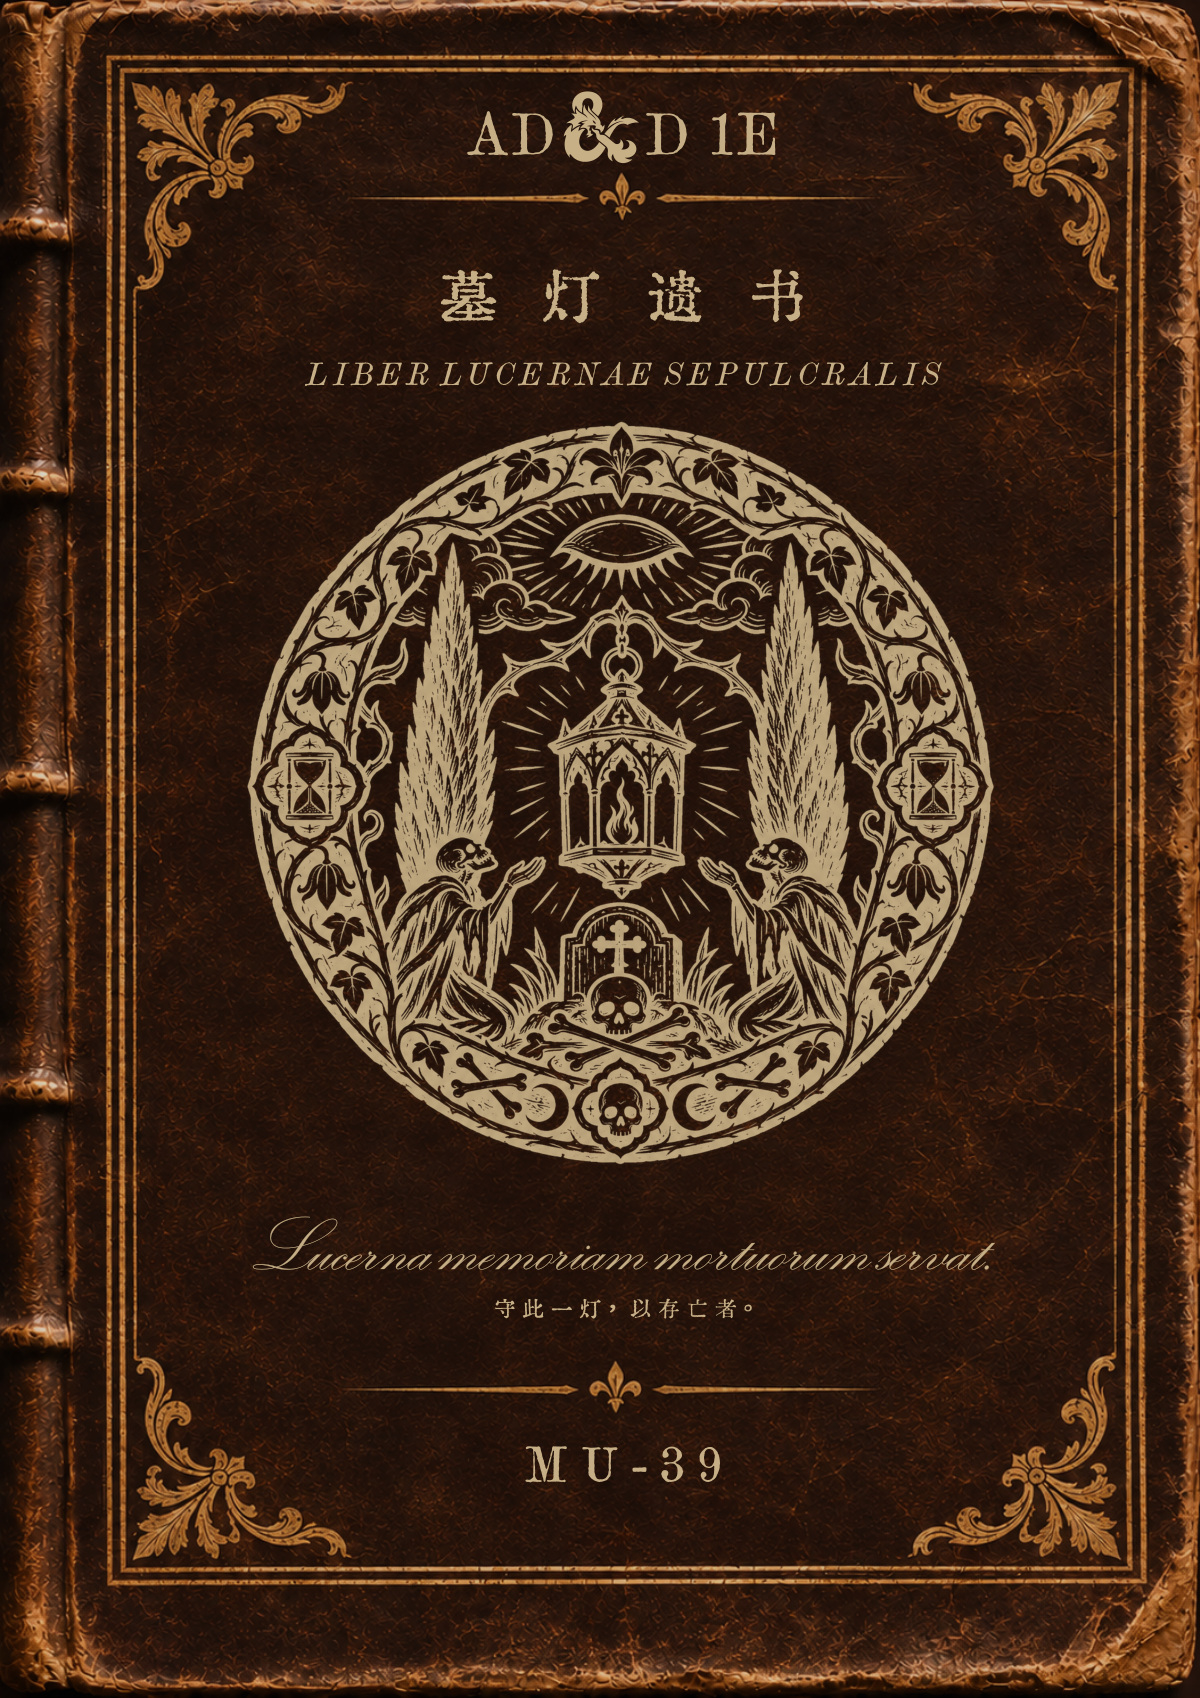 AD&D 1E
墓灯遗书
LIBER LUCERNAE SEPULCRALIS
Lucerna memoriam mortuorum servat.
守此一灯，以存亡者。
MU-39